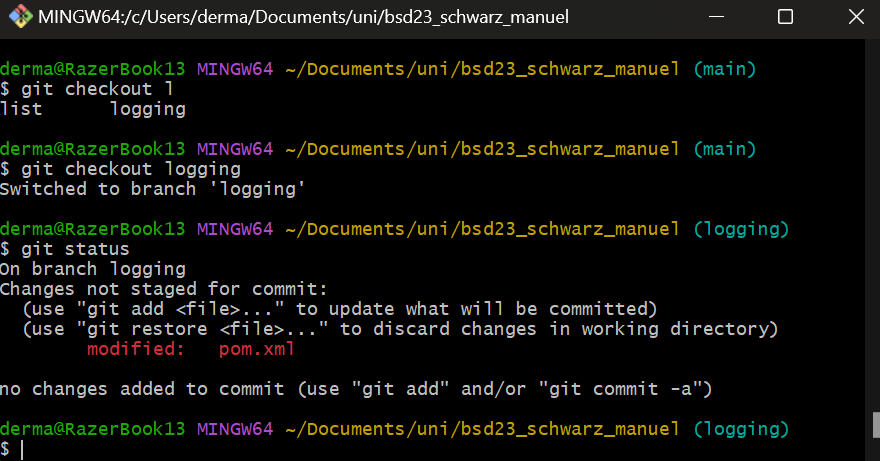 MINGW64:/c/Users/derma/Documents/uni/bsd23_schwarz_manuel
derma@RazerBook13 MINGW64 ~/Documents/uni/bsd23_schwarz_manuel (main)
$ git checkout l
list      logging
derma@RazerBook13 MINGW64 ~/Documents/uni/bsd23_schwarz_manuel (main)
$ git checkout logging
Switched to branch 'logging'
derma@RazerBook13 MINGW64 ~/Documents/uni/bsd23_schwarz_manuel (logging)
$ git status
On branch logging
Changes not staged for commit:
  (use "git add <file>..." to update what will be committed)
  (use "git restore <file>..." to discard changes in working directory)
        modified:   pom.xml
no changes added to commit (use "git add" and/or "git commit -a")
derma@RazerBook13 MINGW64 ~/Documents/uni/bsd23_schwarz_manuel (logging)
$